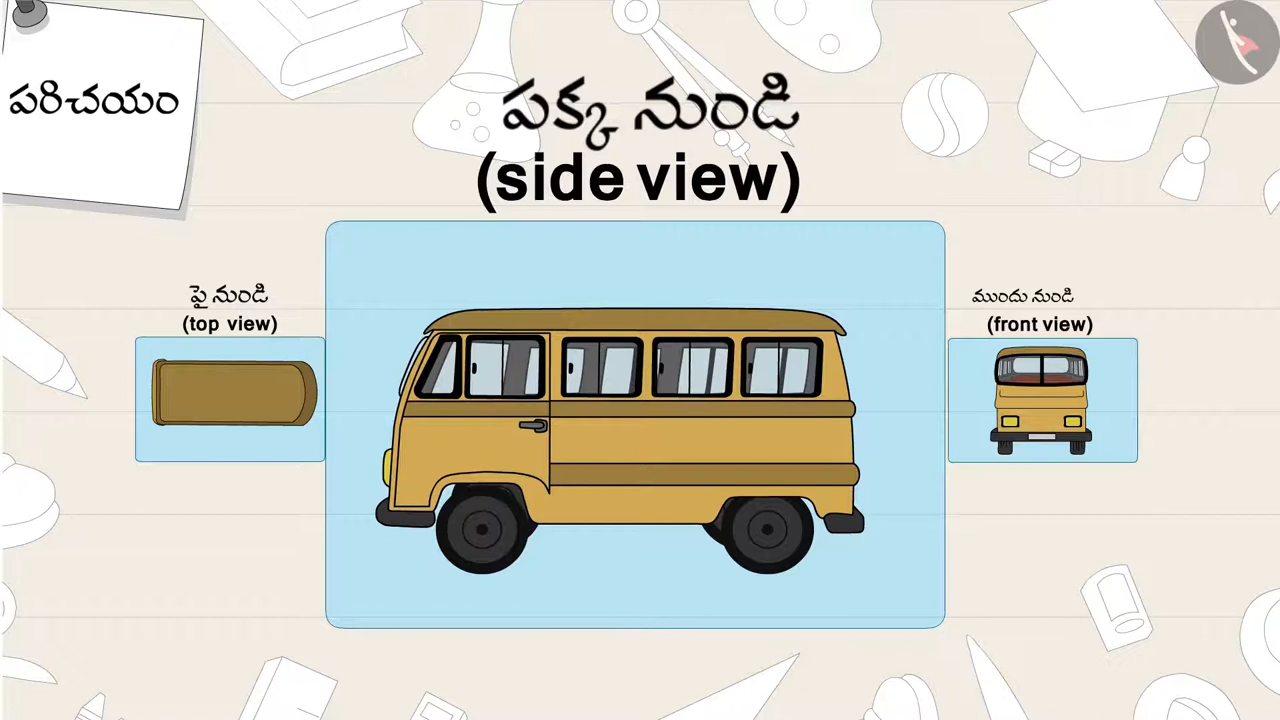 పరిచయం
పక్క నుండి
(side view)
పై నుండి
(top view)
ముందు నుండి
(front view)